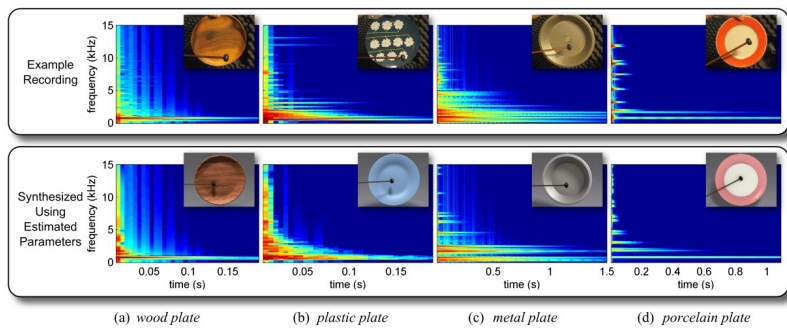 Example
Recording
frequency (kHz)
15
10
5
0
Synthesized
Using
Estimated
Parameters
frequency (kHz)
15
10
5
0
0.05 0.10 0.15
0.05 0.10 0.15
0.5 1 1.5
0.2 0.4 0.6 0.8 1
time (s) time (s) time (s) time (s)
(a) wood plate (b) plastic plate (c) metal plate (d) porcelain plate